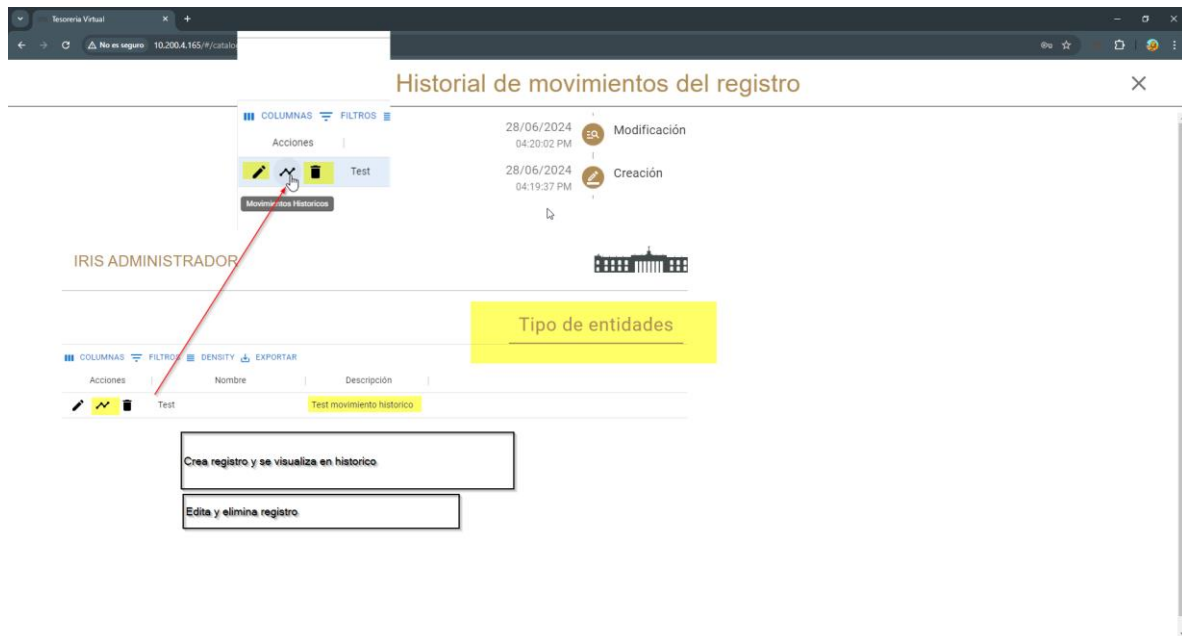 Tesoreria Virtual
No es seguro 10.200.4.165/#/catalo
Historial de movimientos del registro
COLUMNAS FILTROS
Acciones
Test
Movimientos Historicos
28/06/2024
04:20:02 PM
Modificación
28/06/2024
04:19:37 PM
Creación
IRIS ADMINISTRADOR
Tipo de entidades
COLUMNAS FILTROS DENSITY EXPORTAR
Acciones Nombre Descripción
Test Test movimiento historico
Crea registro y se visualiza en historico
Edita y elimina registro